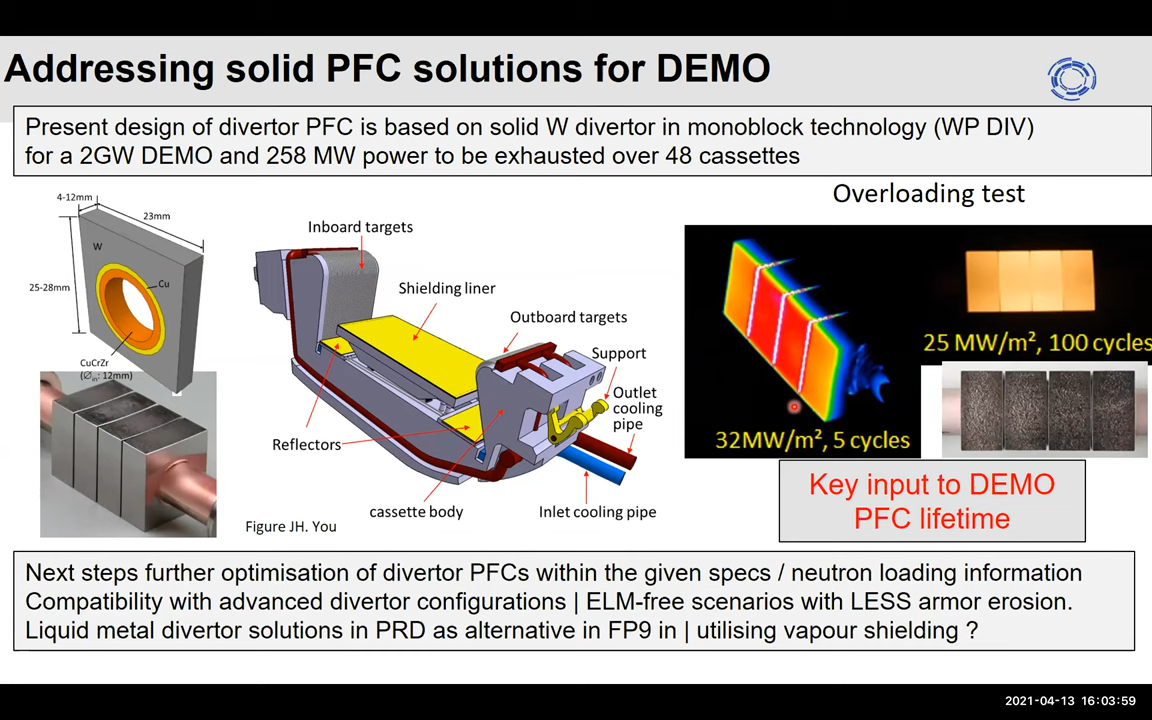 Addressing solid PFC solutions for DEMO
Present design of divertor PFC is based on solid W divertor in monoblock technology (WP DIV)
for a 2GW DEMO and 258 MW power to be exhausted over 48 cassettes
4-12mm
23mm
W
Cu
25-28mm
CuCrZr
(∅in: 12mm)
Inboard targets
Shielding liner
Outboard targets
Support
Outlet
cooling
pipe
Reflectors
cassette body
Inlet cooling pipe
Figure JH. You
Overloading test
25 MW/m², 100 cycles
32MW/m², 5 cycles
Key input to DEMO
PFC lifetime
Next steps further optimisation of divertor PFCs within the given specs / neutron loading information
Compatibility with advanced divertor configurations | ELM-free scenarios with LESS armor erosion.
Liquid metal divertor solutions in PRD as alternative in FP9 in | utilising vapour shielding ?
2021-04-13 16:03:59